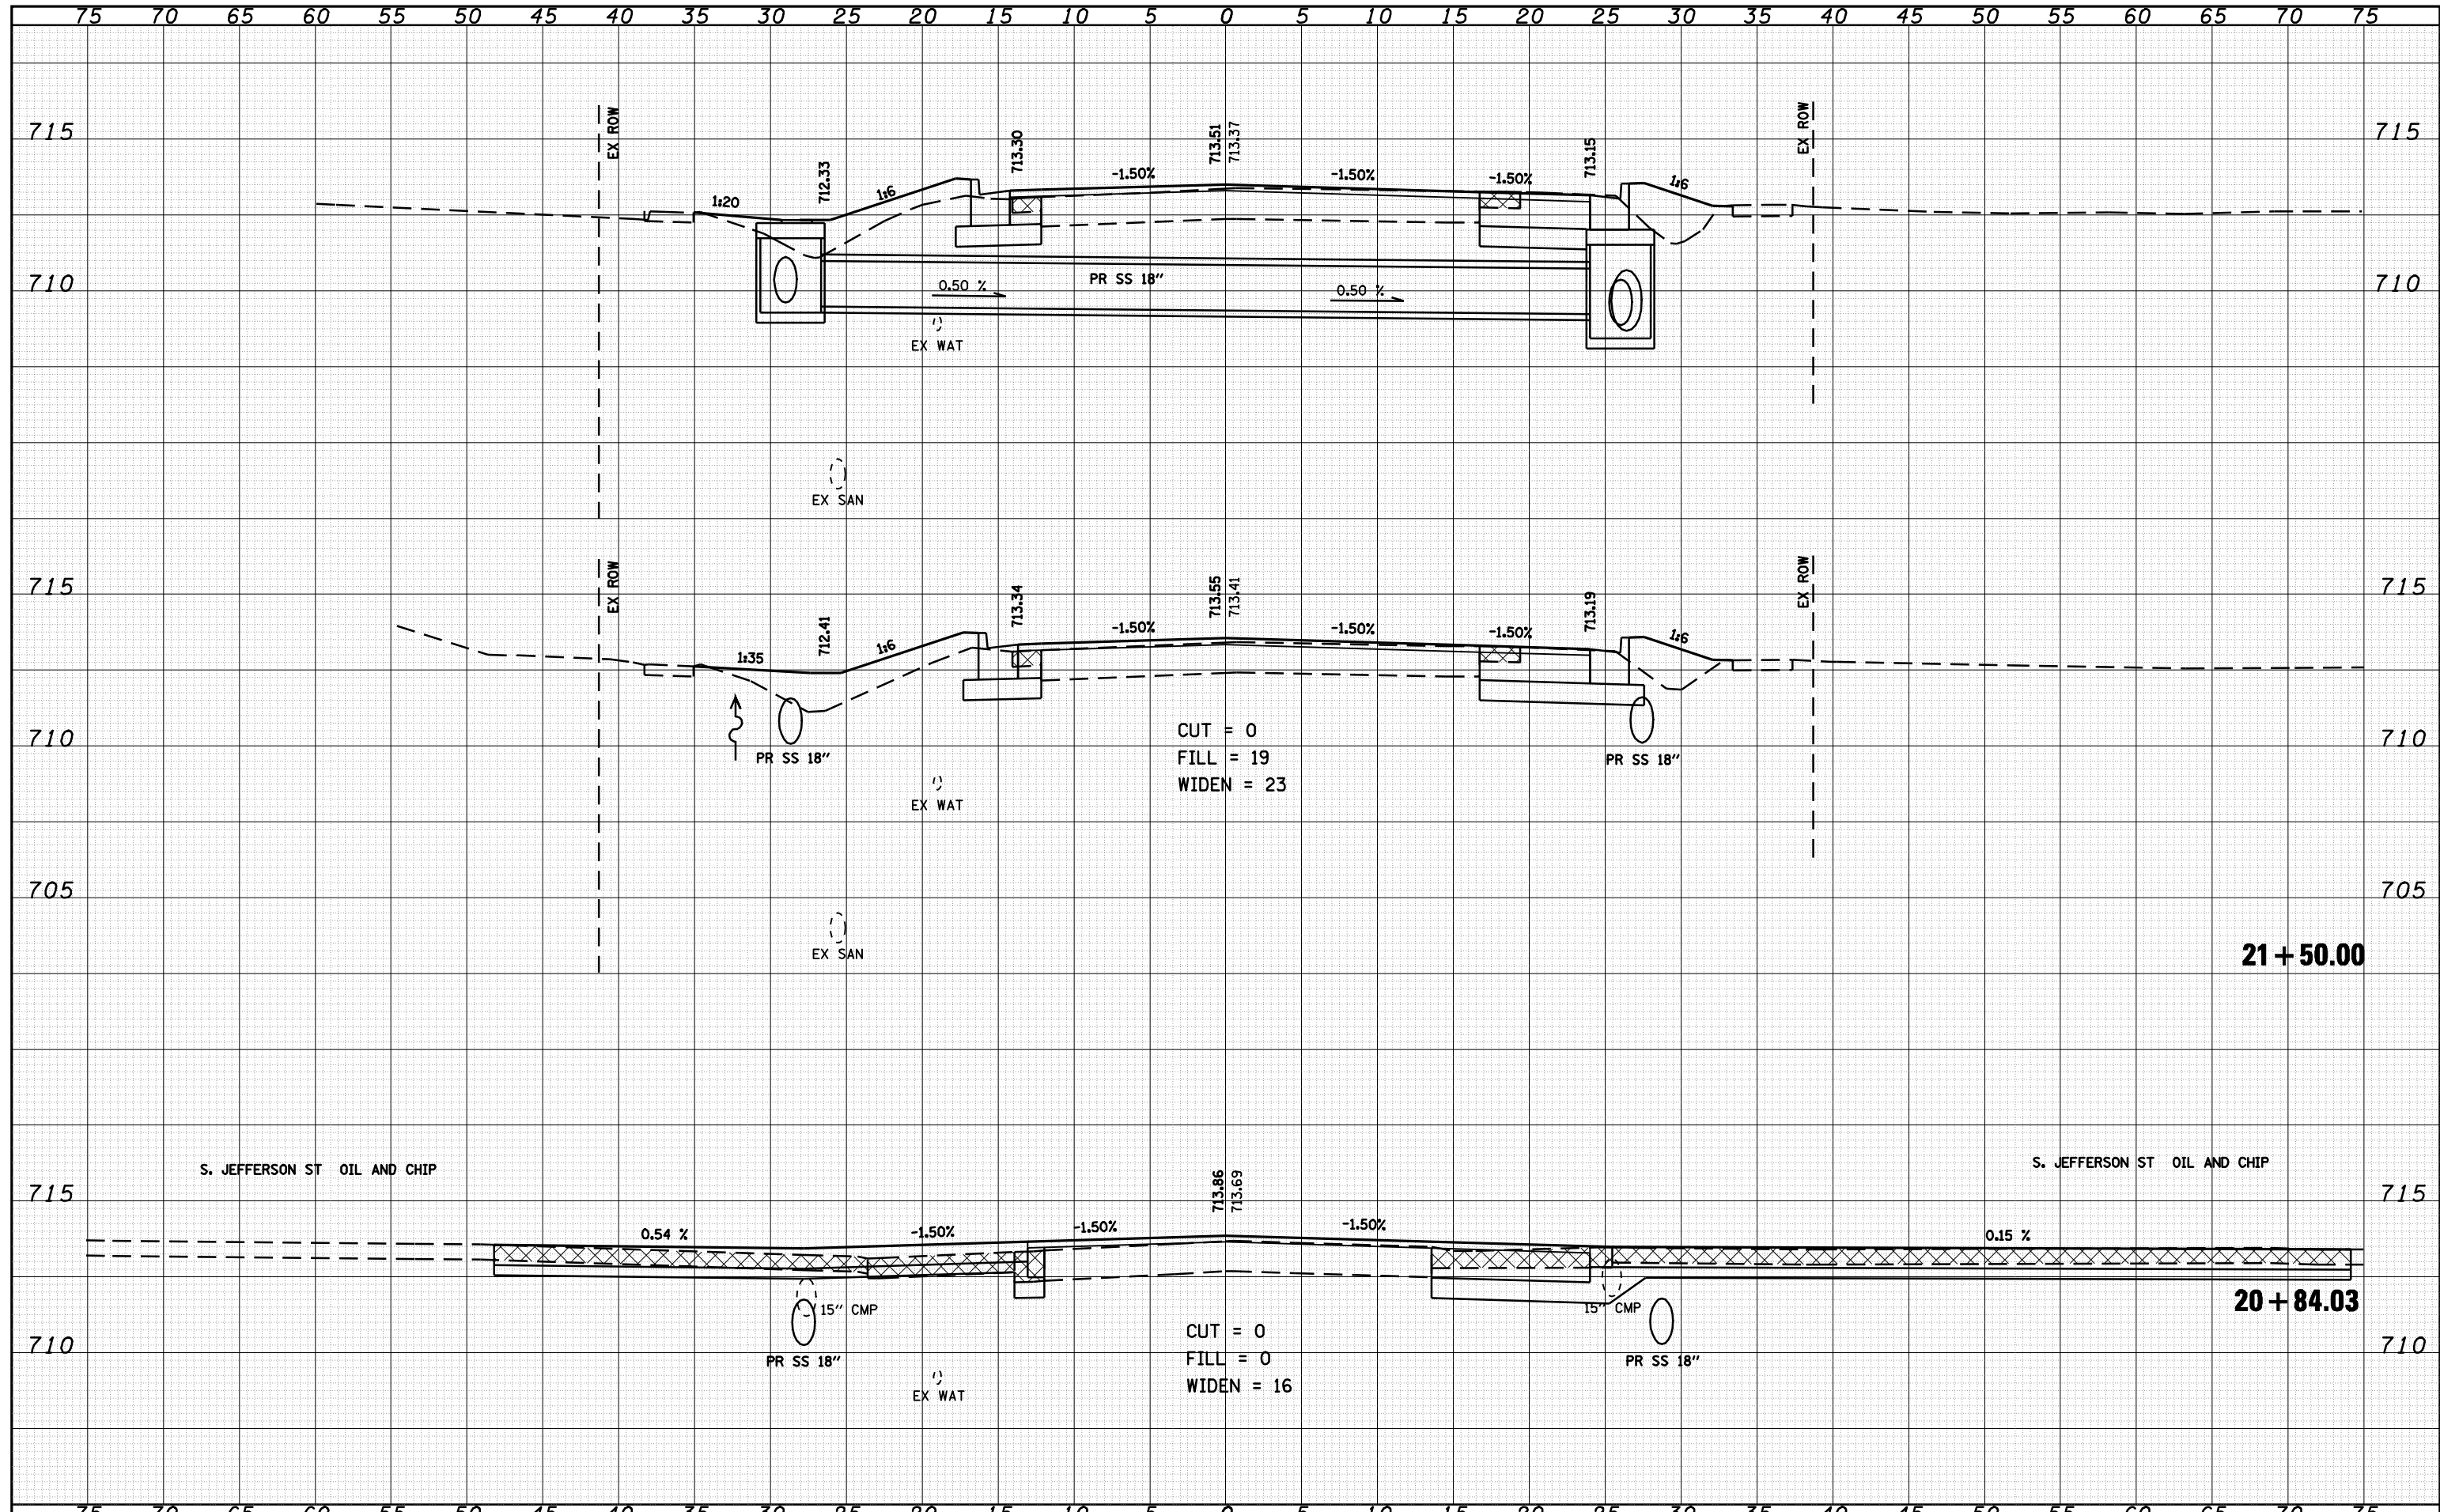 75 70 65 60 55 50 45 40 35 30 25 20 15 10 5 0 5 10 15 20 25 30 35 40 45 50 55 60 65 70 75
EX ROW
EX ROW
715
715
712.33
713.30
713.51
713.37
713.15
1:20
1:6
-1.50%
-1.50%
-1.50%
1:6
710
710
0.50 %
PR SS 18"
0.50 %
EX WAT
EX SAN
EX ROW
EX ROW
715
715
712.41
713.34
713.55
713.41
713.19
1:35
1:6
-1.50%
-1.50%
-1.50%
1:6
710
710
PR SS 18"
CUT = 0
FILL = 19
WIDEN = 23
PR SS 18"
EX WAT
705
705
EX SAN
21+50.00
S. JEFFERSON ST OIL AND CHIP
S. JEFFERSON ST OIL AND CHIP
715
715
713.86
713.69
0.54 %
-1.50%
-1.50%
-1.50%
0.15 %
15" CMP
15" CMP
20+84.03
710
710
PR SS 18"
CUT = 0
FILL = 0
WIDEN = 16
PR SS 18"
EX WAT
75 70 65 60 55 50 45 40 35 30 25 20 15 10 5 0 5 10 15 20 25 30 35 40 45 50 55 60 65 70 75